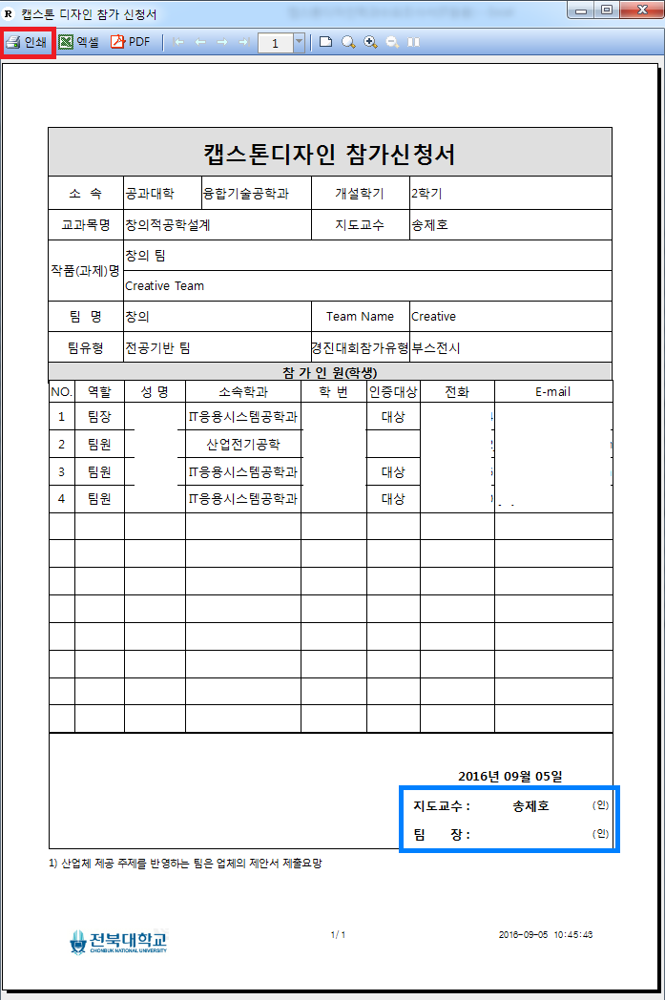 캡스톤 디자인 참가 신청서
인쇄 엑셀 PDF 1
캡스톤디자인 참가신청서
소 속 공과대학 융합기술공학과 개설학기 2학기
교과목명 창의적공학설계 지도교수 송제호
작품(과제)명 창의 팀
Creative Team
팀 명 창의 Team Name Creative
팀유형 전공기반 팀 경진대회참가유형 부스전시
참 가 인 원(학생)
NO. 역할 성 명 소속학과 학 번 인증대상 전화 E-mail
1 팀장 IT응용시스템공학과 대상
2 팀원 산업전기공학
3 팀원 IT응용시스템공학과 대상
4 팀원 IT응용시스템공학과 대상
2016년 09월 05일
지도교수 : 송제호 (인)
팀 장 : (인)
1) 산업체 제공 주제를 반영하는 팀은 업체의 제안서 제출요망
전북대학교
CHONBUK NATIONAL UNIVERSITY
1/ 1
2016-09-05 10:45:43